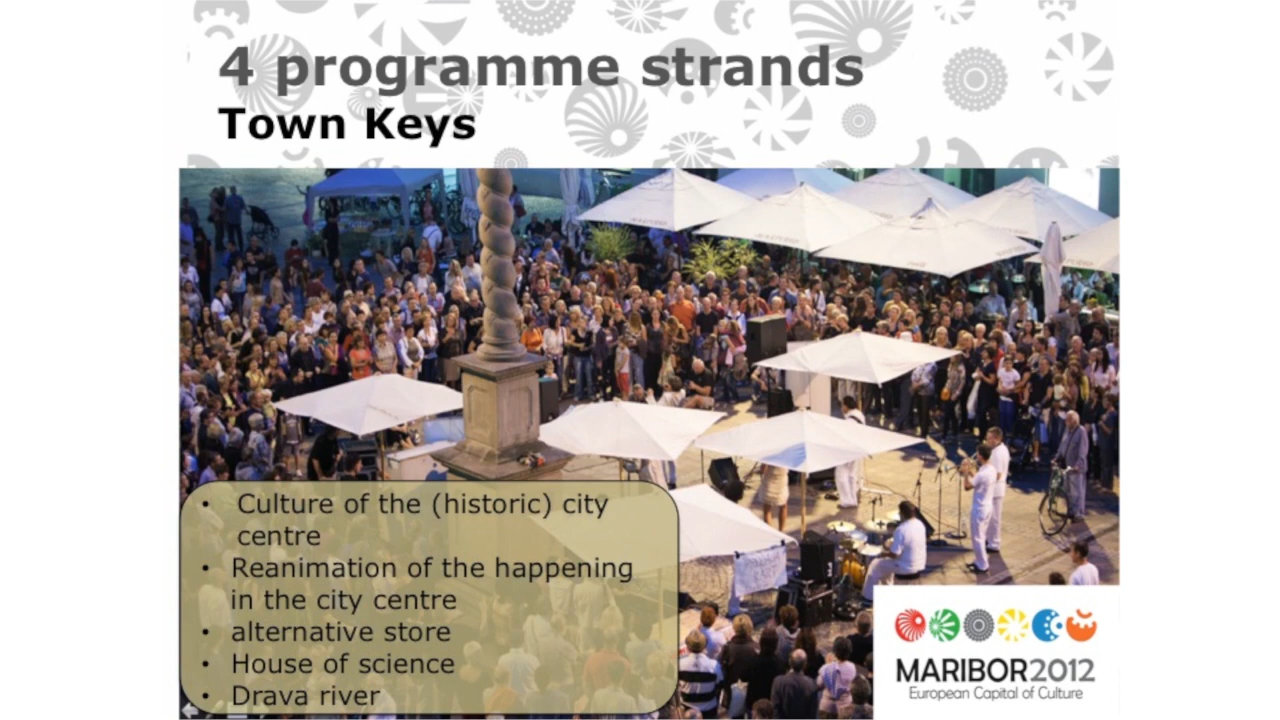 4 programme strands
Town Keys
• Culture of the (historic) city
centre
• Reanimation of the happening
in the city centre
• alternative store
• House of science
• Drava river
MARIBOR2012
European Capital of Culture